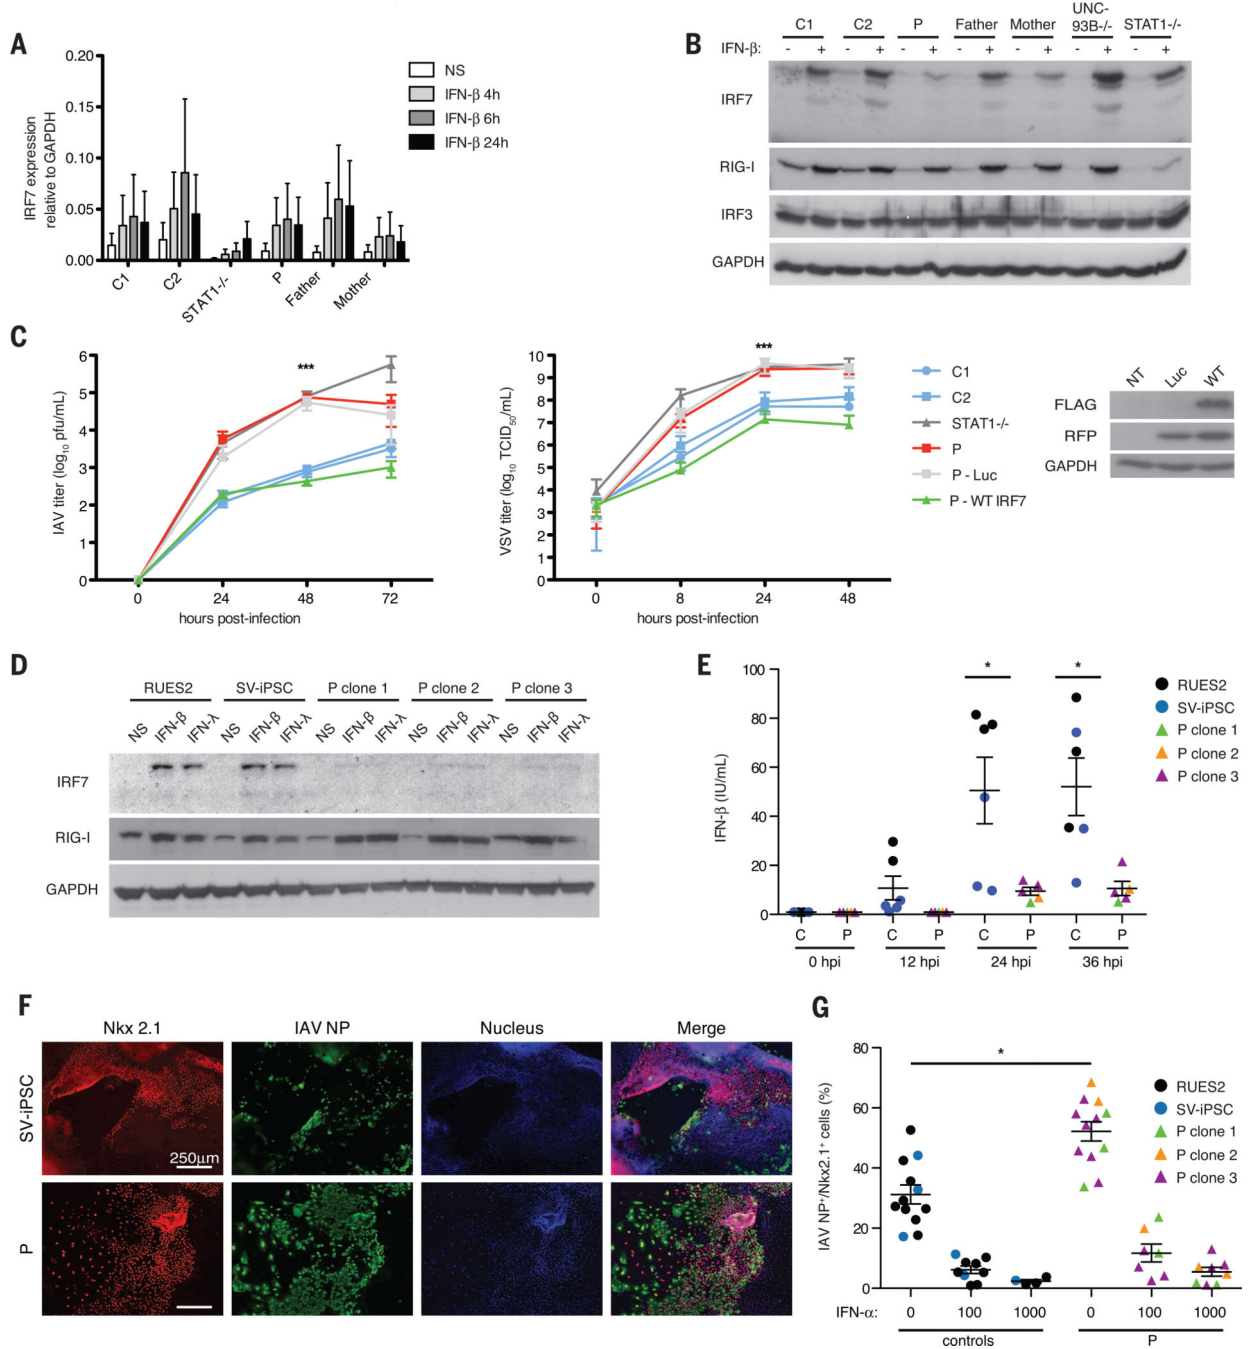 A
0.20
0.15
0.10
0.05
0.00
IRF7 expression
relative to GAPDH
NS
IFN-β 4h
IFN-β 6h
IFN-β 24h
C1
C2
STAT1-/-
P
Father
Mother
B
C1 C2 P Father Mother UNC-93B-/- STAT1-/-
IFN-β: - + - + - + - + - + - + - +
IRF7
RIG-I
IRF3
GAPDH
C
6
5
4
3
2
1
0
IAV titer (log10 pfu/mL)
***
0 24 48 72
hours post-infection
10
9
8
7
6
5
4
3
2
1
0
VSV titer (log10 TCID50/mL)
***
0 8 24 48
hours post-infection
C1
C2
STAT1-/-
P
P - Luc
P - WT IRF7
NT Luc WT
FLAG
RFP
GAPDH
D
RUES2 SV-iPSC P clone 1 P clone 2 P clone 3
NS IFN-β IFN-λ NS IFN-β IFN-λ NS IFN-β IFN-λ NS IFN-β IFN-λ NS IFN-β IFN-λ
IRF7
RIG-I
GAPDH
E
100
80
60
40
20
0
IFN-β (IU/mL)
* *
C P C P C P C P
0 hpi 12 hpi 24 hpi 36 hpi
RUES2
SV-iPSC
P clone 1
P clone 2
P clone 3
F
Nkx 2.1 IAV NP Nucleus Merge
SV-iPSC
250μm
P
G
80
60
40
20
0
IAV NP+/Nkx2.1+ cells (%)
*
RUES2
SV-iPSC
P clone 1
P clone 2
P clone 3
IFN-α: 0 100 1000 0 100 1000
controls P